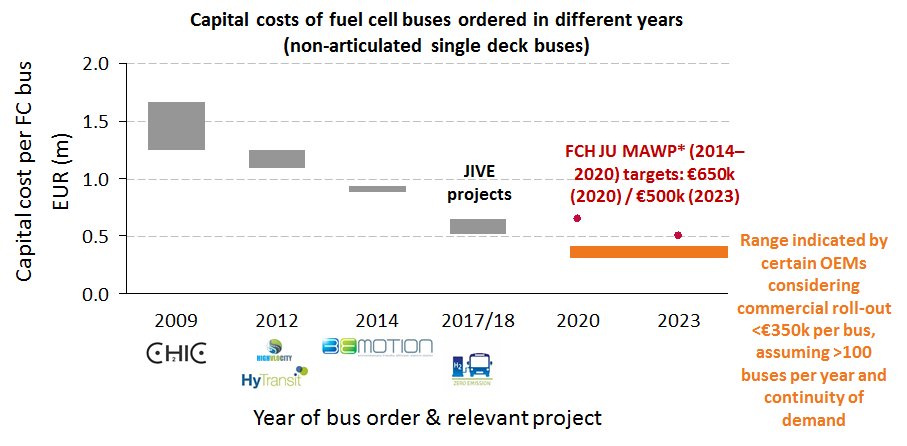 Capital costs of fuel cell buses ordered in different years
(non-articulated single deck buses)
Capital cost per FC bus
EUR (m)
2.0
1.5
1.0
0.5
0.0
JIVE
projects
FCH JU MAWP* (2014–
2020) targets: €650k
(2020) / €500k (2023)
Range indicated by
certain OEMs
considering
commercial roll-out
<€350k per bus,
assuming >100
buses per year and
continuity of
demand
2009
2012
2014
2017/18
2020
2023
CH2IC
HIGHVLOCITY
HyTransit
3EMOTION
H2
ZERO EMISSION
Year of bus order & relevant project